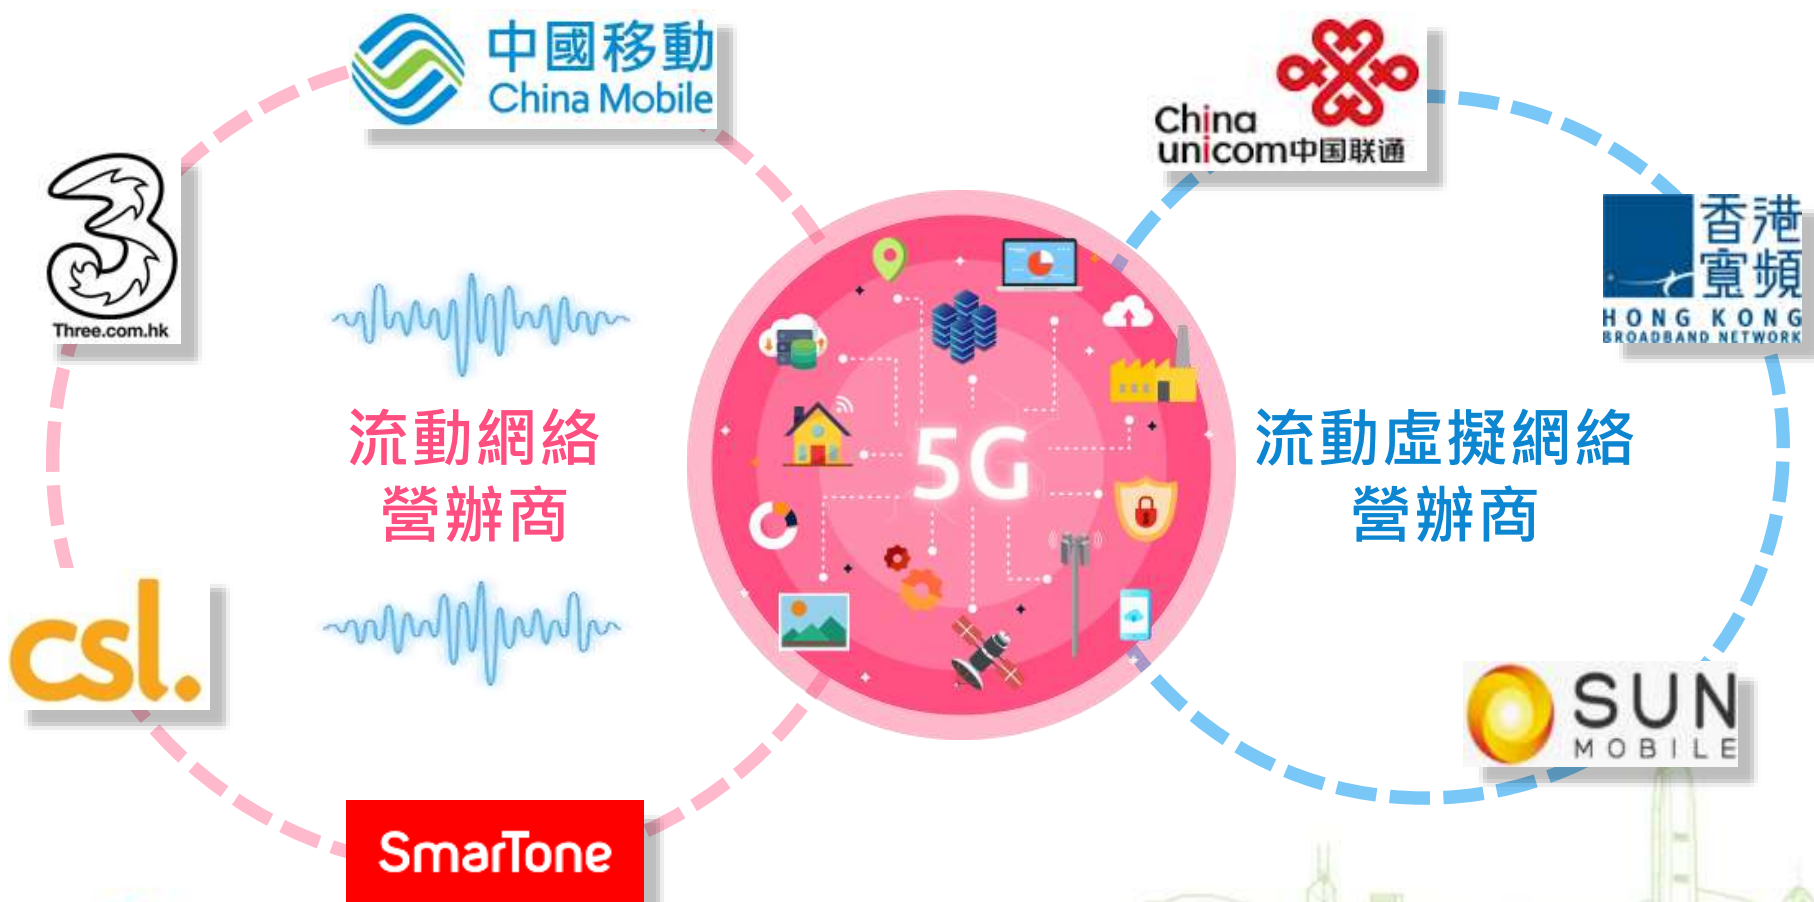 中國移動
China Mobile
China
unicom中国联通
Three.com.hk
香港
寬頻
HONG KONG
BROADBAND NETWORK
流動網絡
營辦商
5G
流動虛擬網絡
營辦商
csl.
SUN
MOBILE
SmarTone